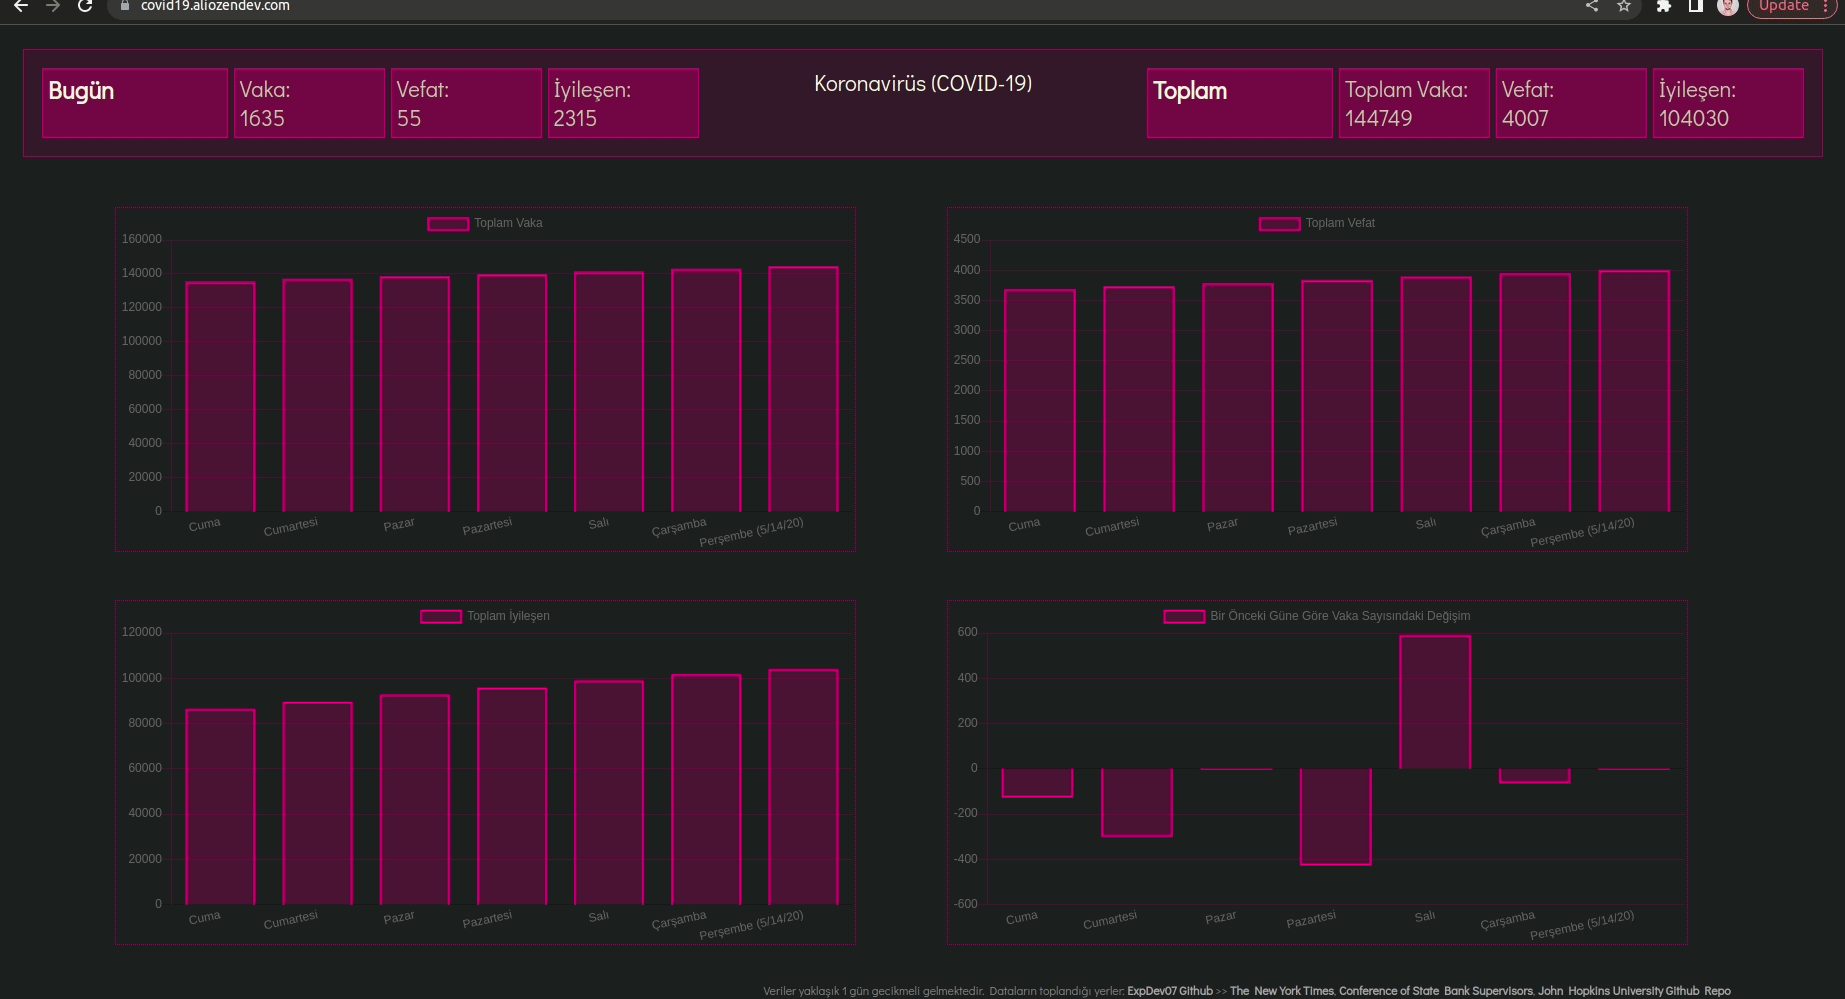 covid19.aliozendev.com
Update
Bugün
Vaka:
1635
Vefat:
55
İyileşen:
2315
Koronavirüs (COVID-19)
Toplam
Toplam Vaka:
144749
Vefat:
4007
İyileşen:
104030
Toplam Vaka
160000
140000
120000
100000
80000
60000
40000
20000
0
Cuma
Cumartesi
Pazar
Pazartesi
Salı
Çarşamba
Perşembe (5/14/20)
Toplam Vefat
4500
4000
3500
3000
2500
2000
1500
1000
500
0
Cuma
Cumartesi
Pazar
Pazartesi
Salı
Çarşamba
Perşembe (5/14/20)
Toplam İyileşen
120000
100000
80000
60000
40000
20000
0
Cuma
Cumartesi
Pazar
Pazartesi
Salı
Çarşamba
Perşembe (5/14/20)
Bir Önceki Güne Göre Vaka Sayısındaki Değişim
600
400
200
0
-200
-400
-600
Cuma
Cumartesi
Pazar
Pazartesi
Salı
Çarşamba
Perşembe (5/14/20)
Veriler yaklaşık 1 gün gecikmeli gelmektedir. Dataların toplandığı yerler: ExpDev07 Github >> The New York Times, Conference of State Bank Supervisors, John Hopkins University Github Repo